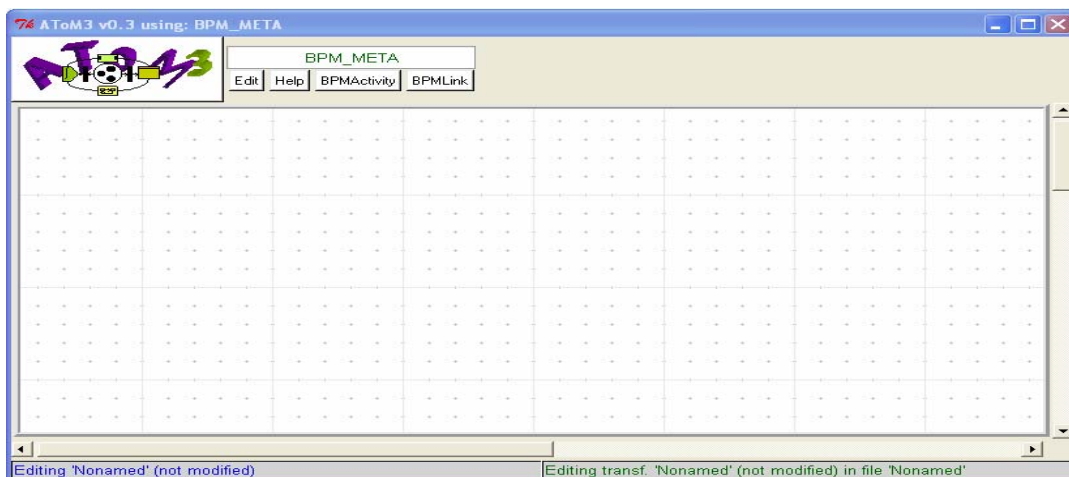 AToM3 v0.3 using: BPM_META
AToM3
BPM_META
Edit Help BPMActivity BPMLink
Editing 'Nonamed' (not modified)
Editing transf. 'Nonamed' (not modified) in file 'Nonamed'